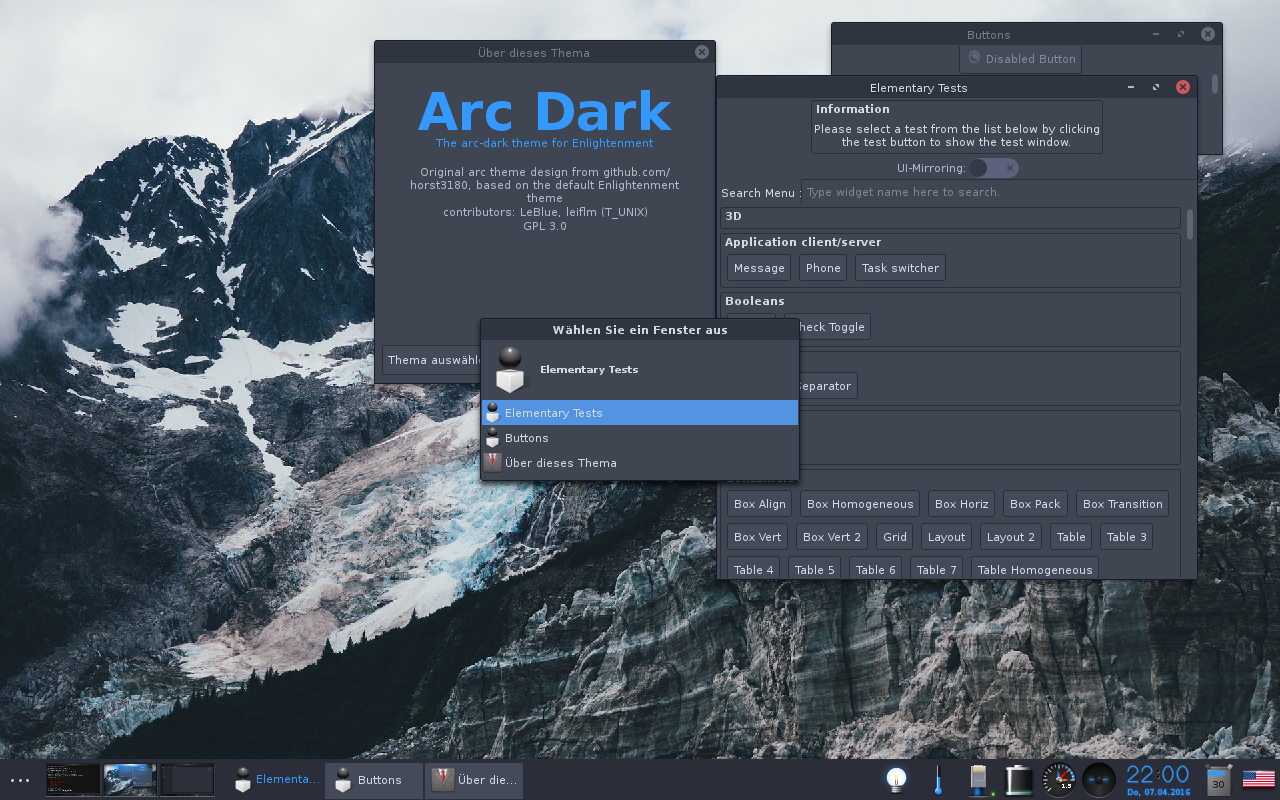 Über dieses Thema
Arc Dark
The arc-dark theme for Enlightenment
Original arc theme design from github.com/
horst3180, based on the default Enlightenment
theme
contributors: LeBlue, leiflm (T_UNIX)
GPL 3.0
Thema auswähl
Buttons
Disabled Button
Elementary Tests
Information
Please select a test from the list below by clicking
the test button to show the test window.
UI-Mirroring:
Search Menu : Type widget name here to search.
3D
Application client/server
Message Phone Task switcher
Booleans
heck Toggle
eparator
Box Align Box Homogeneous Box Horiz Box Pack Box Transition
Box Vert Box Vert 2 Grid Layout Layout 2 Table Table 3
Table 4 Table 5 Table 6 Table 7 Table Homogeneous
Wählen Sie ein Fenster aus
Elementary Tests
Elementary Tests
Buttons
Über dieses Thema
Elementa... Buttons Über die... 1.5 22:00 30
Do, 07.04.2016